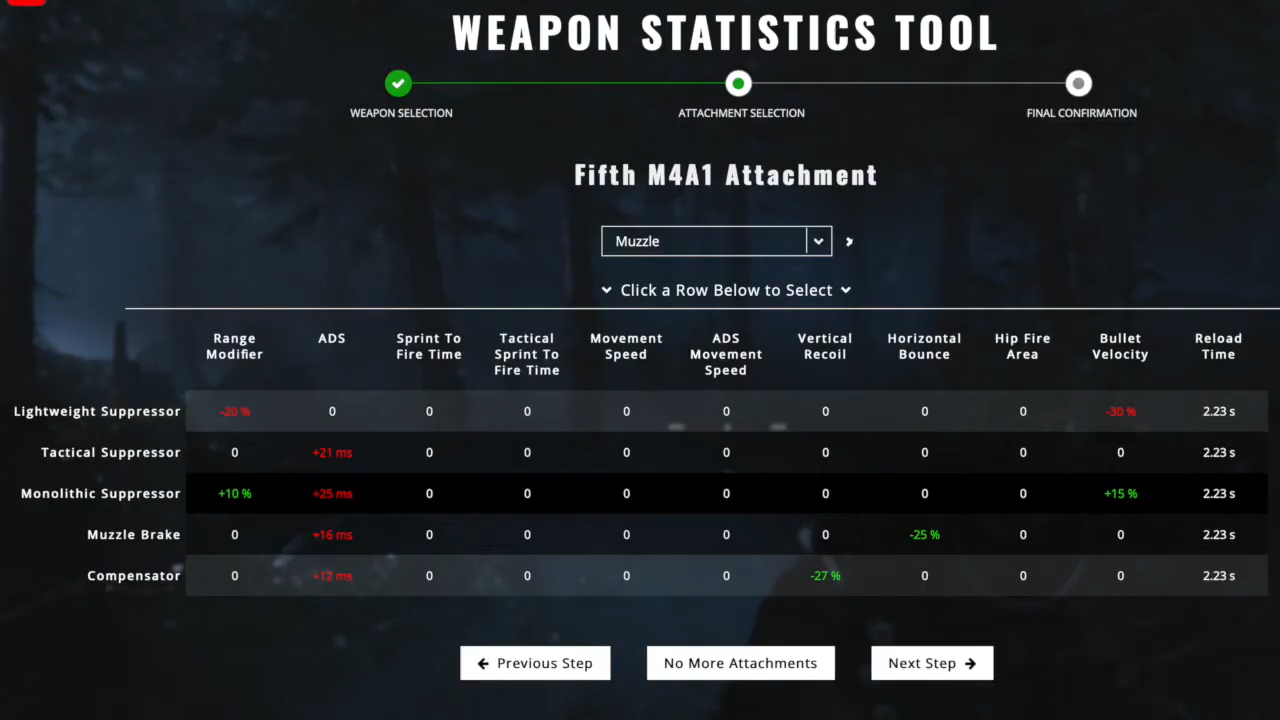 WEAPON STATISTICS TOOL
WEAPON SELECTION ATTACHMENT SELECTION FINAL CONFIRMATION
Fifth M4A1 Attachment
Muzzle
Click a Row Below to Select
Range Modifier ADS Sprint To Fire Time Tactical Sprint To Fire Time Movement Speed ADS Movement Speed Vertical Recoil Horizontal Bounce Hip Fire Area Bullet Velocity Reload Time
Lightweight Suppressor -20 % 0 0 0 0 0 0 0 0 -30 % 2.23 s
Tactical Suppressor 0 +21 ms 0 0 0 0 0 0 0 0 2.23 s
Monolithic Suppressor +10 % +25 ms 0 0 0 0 0 0 0 +15 % 2.23 s
Muzzle Brake 0 +16 ms 0 0 0 0 0 -25 % 0 0 2.23 s
Compensator 0 +12 ms 0 0 0 0 -27 % 0 0 0 2.23 s
Previous Step No More Attachments Next Step